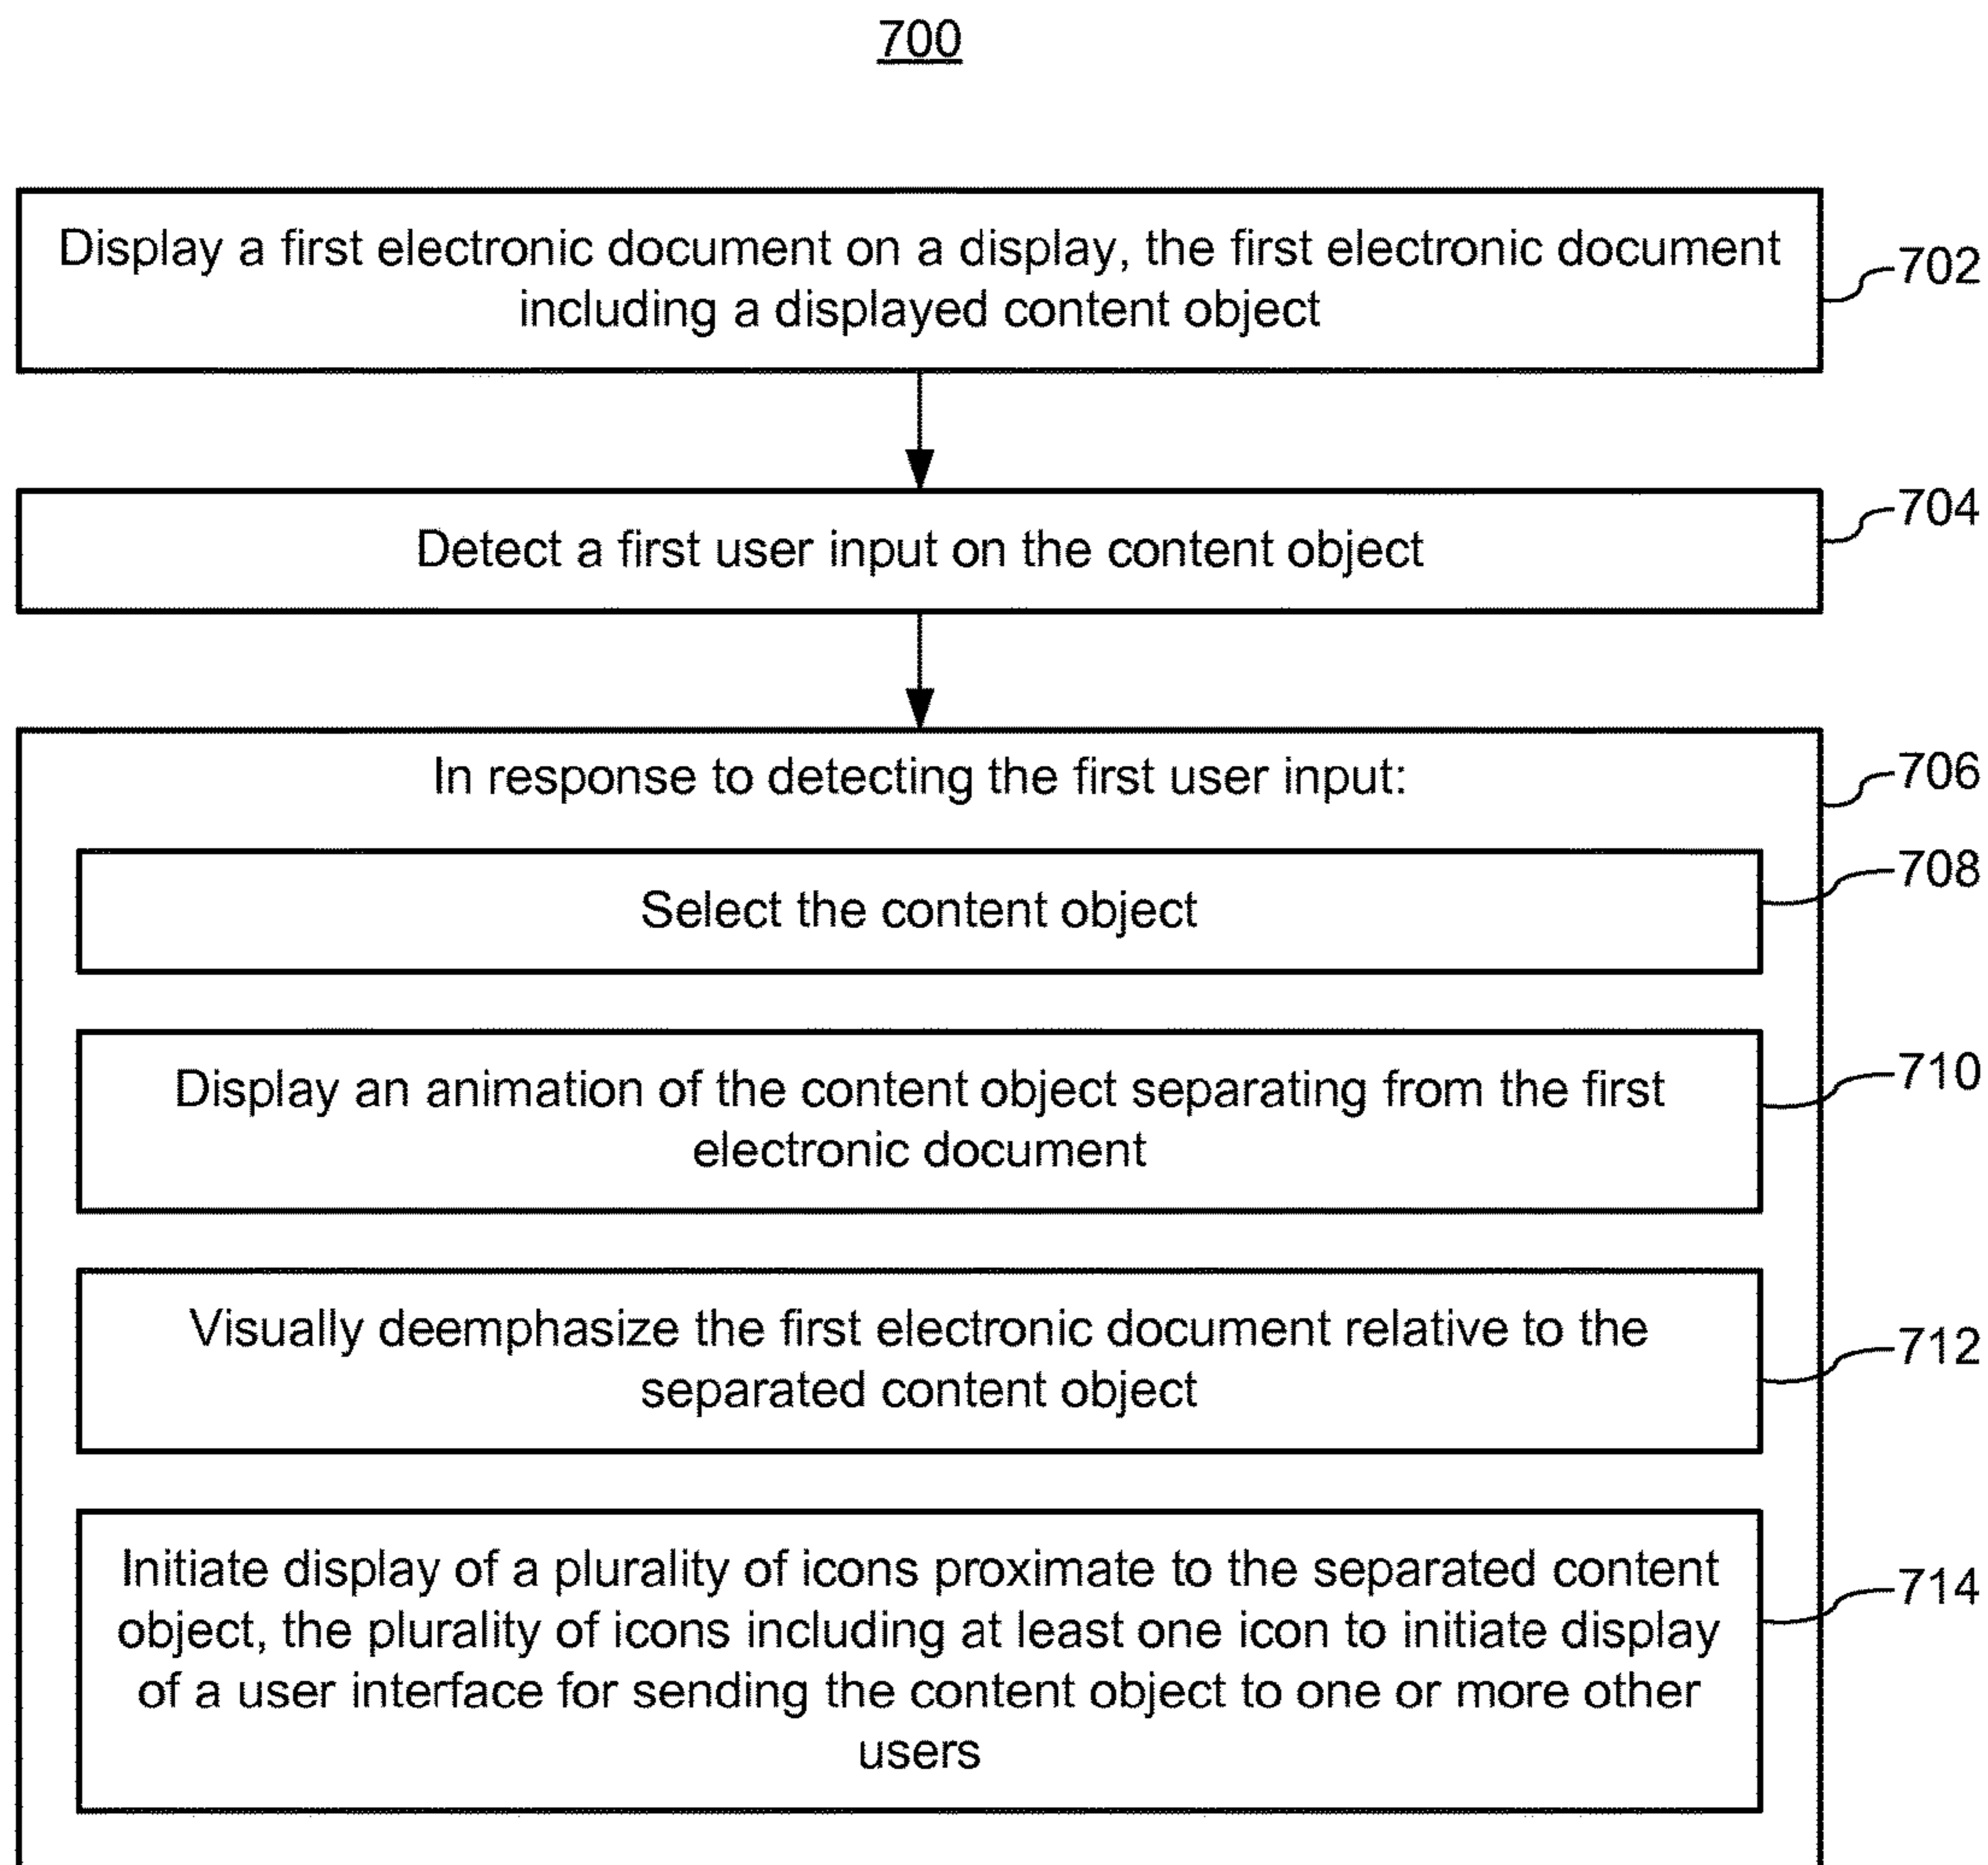 700
Display a first electronic document on a display, the first electronic document
including a displayed content object
702
Detect a first user input on the content object
704
In response to detecting the first user input:
706
Select the content object
708
Display an animation of the content object separating from the first
electronic document
710
Visually deemphasize the first electronic document relative to the
separated content object
712
Initiate display of a plurality of icons proximate to the separated content
object, the plurality of icons including at least one icon to initiate display
of a user interface for sending the content object to one or more other
users
714